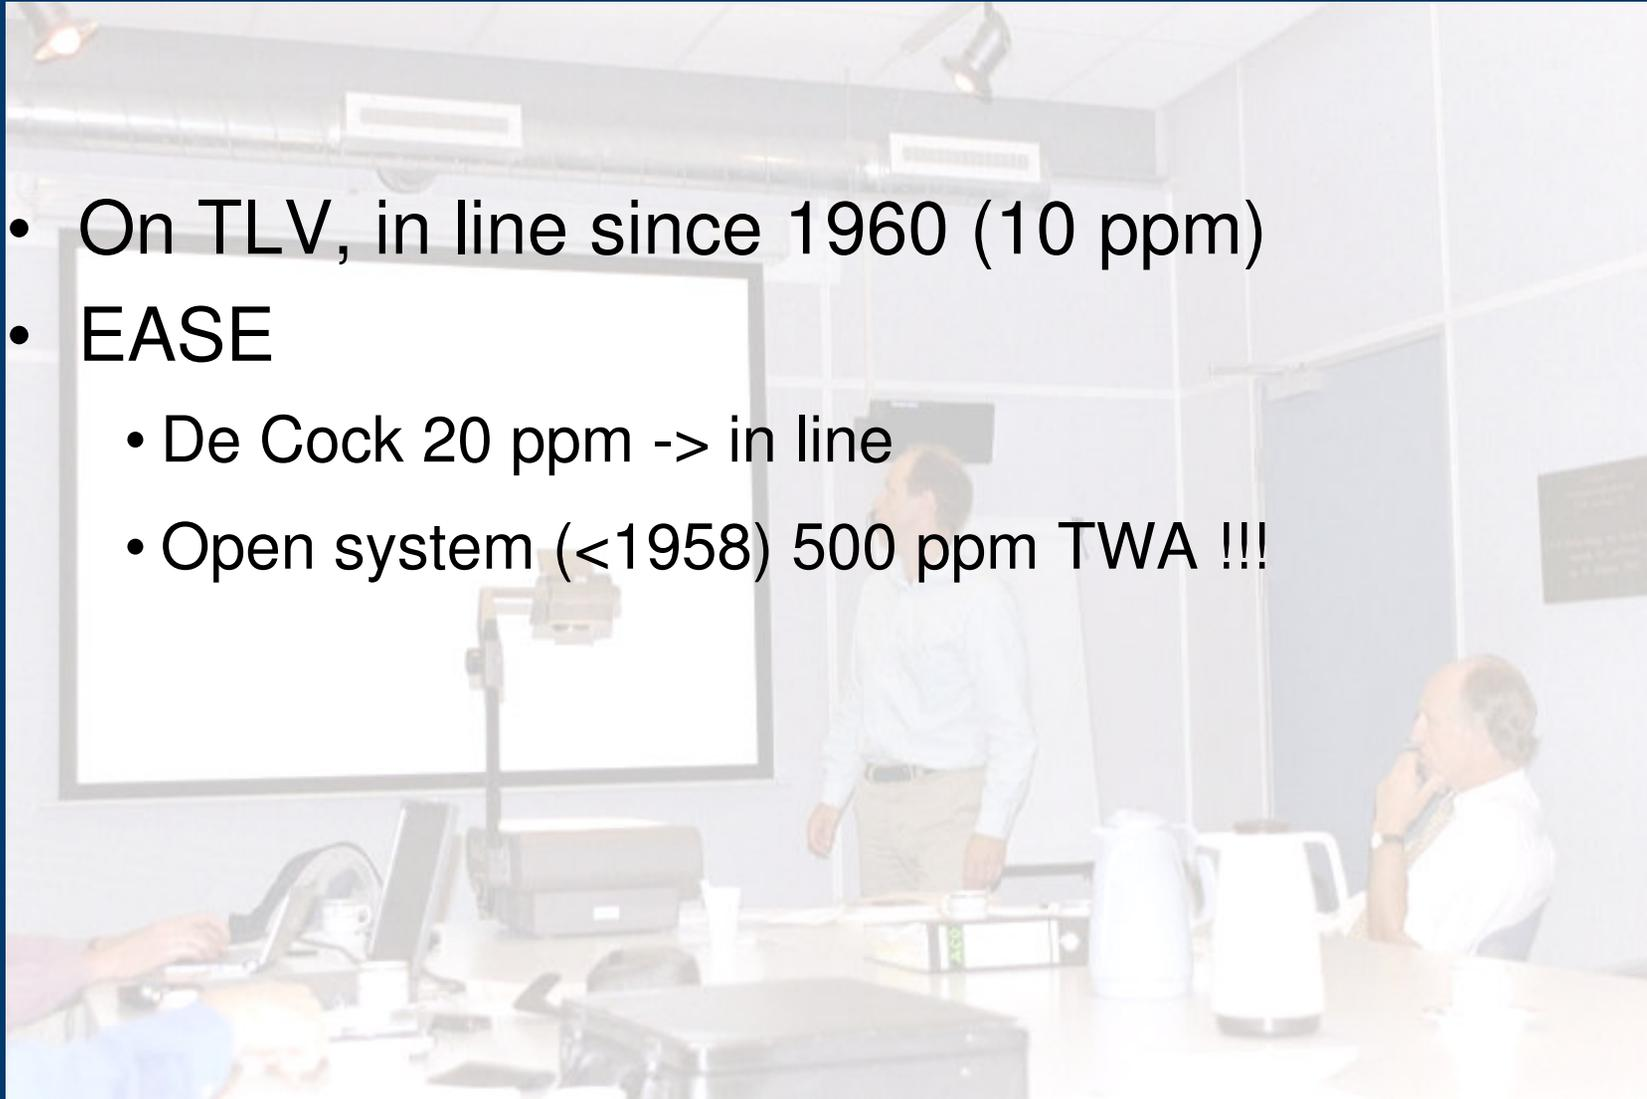 • On TLV, in line since 1960 (10 ppm)
• EASE
• De Cock 20 ppm -> in line
• Open system (<1958) 500 ppm TWA !!!